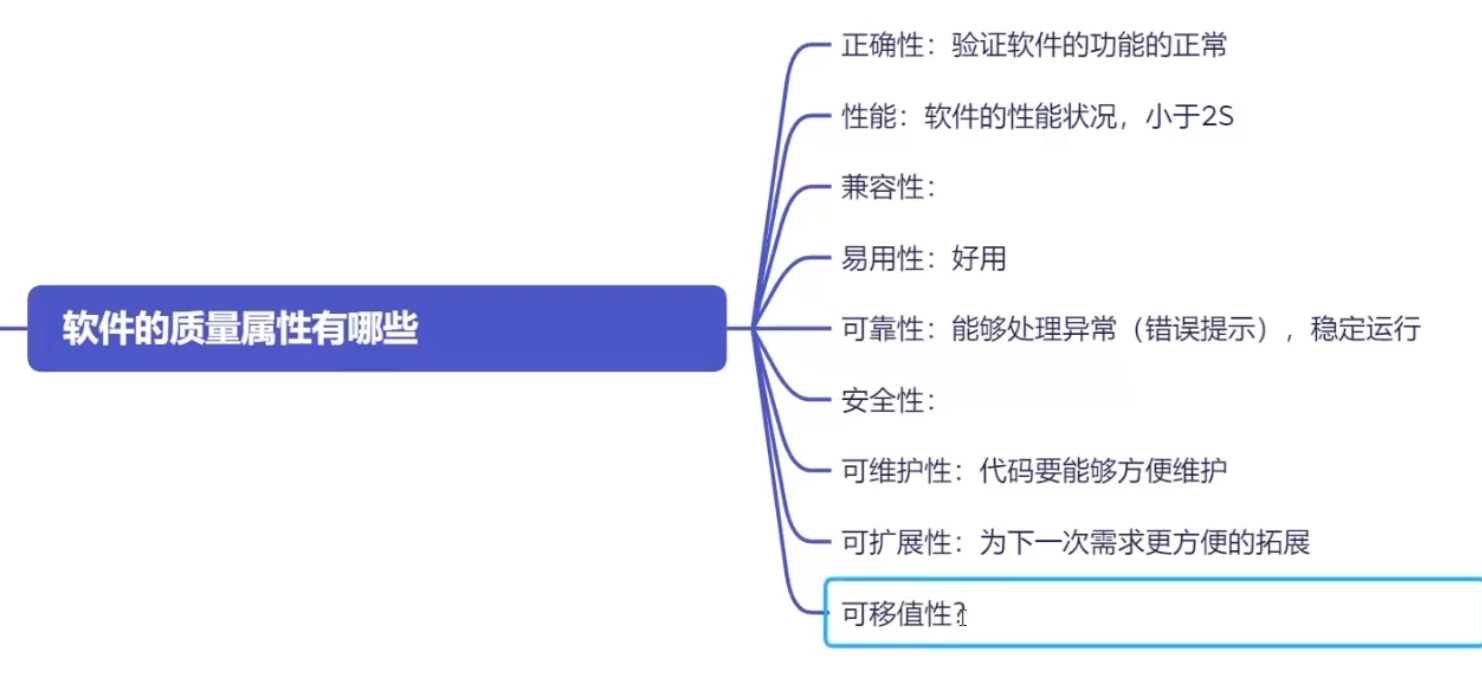 软件的质量属性有哪些
正确性：验证软件的功能的正常
性能：软件的性能状况，小于2S
兼容性：
易用性：好用
可靠性：能够处理异常（错误提示），稳定运行
安全性：
可维护性：代码要能够方便维护
可扩展性：为下一次需求更方便的拓展
可移值性？